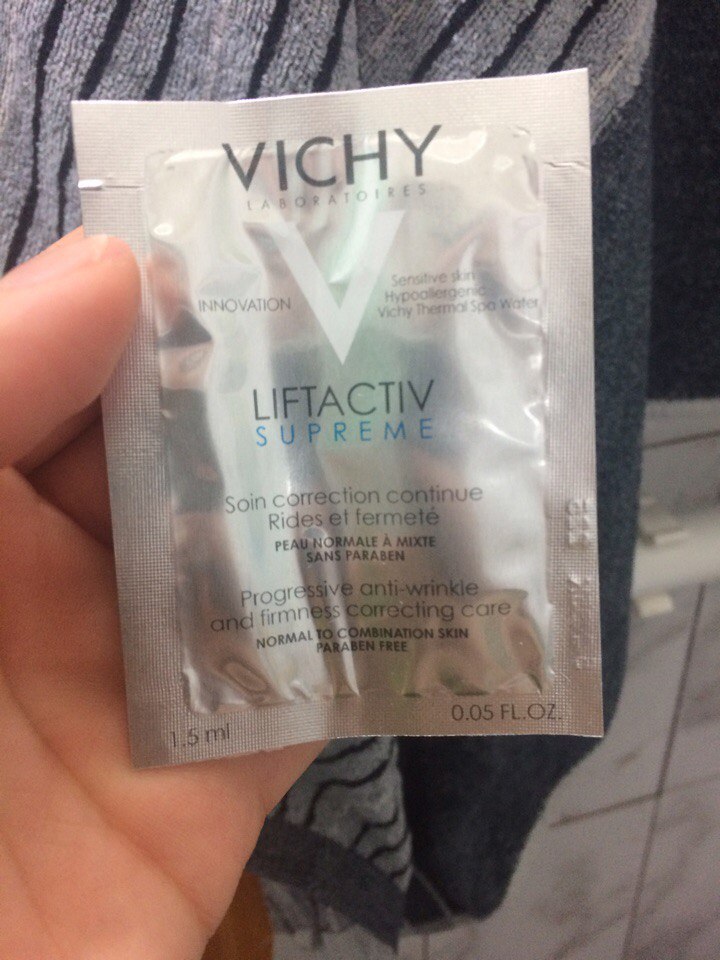 VICHY
LABORATOIRES
INNOVATION
Sensitive skin
Hypoallergenic
Vichy Thermal Spa Water
LIFTACTIV
SUPREME
Soin correction continue
Rides et fermeté
PEAU NORMALE À MIXTE
SANS PARABEN
Progressive anti-wrinkle
and firmness correcting care
NORMAL TO COMBINATION SKIN
PARABEN FREE
1.5 ml
0.05 FL.OZ.